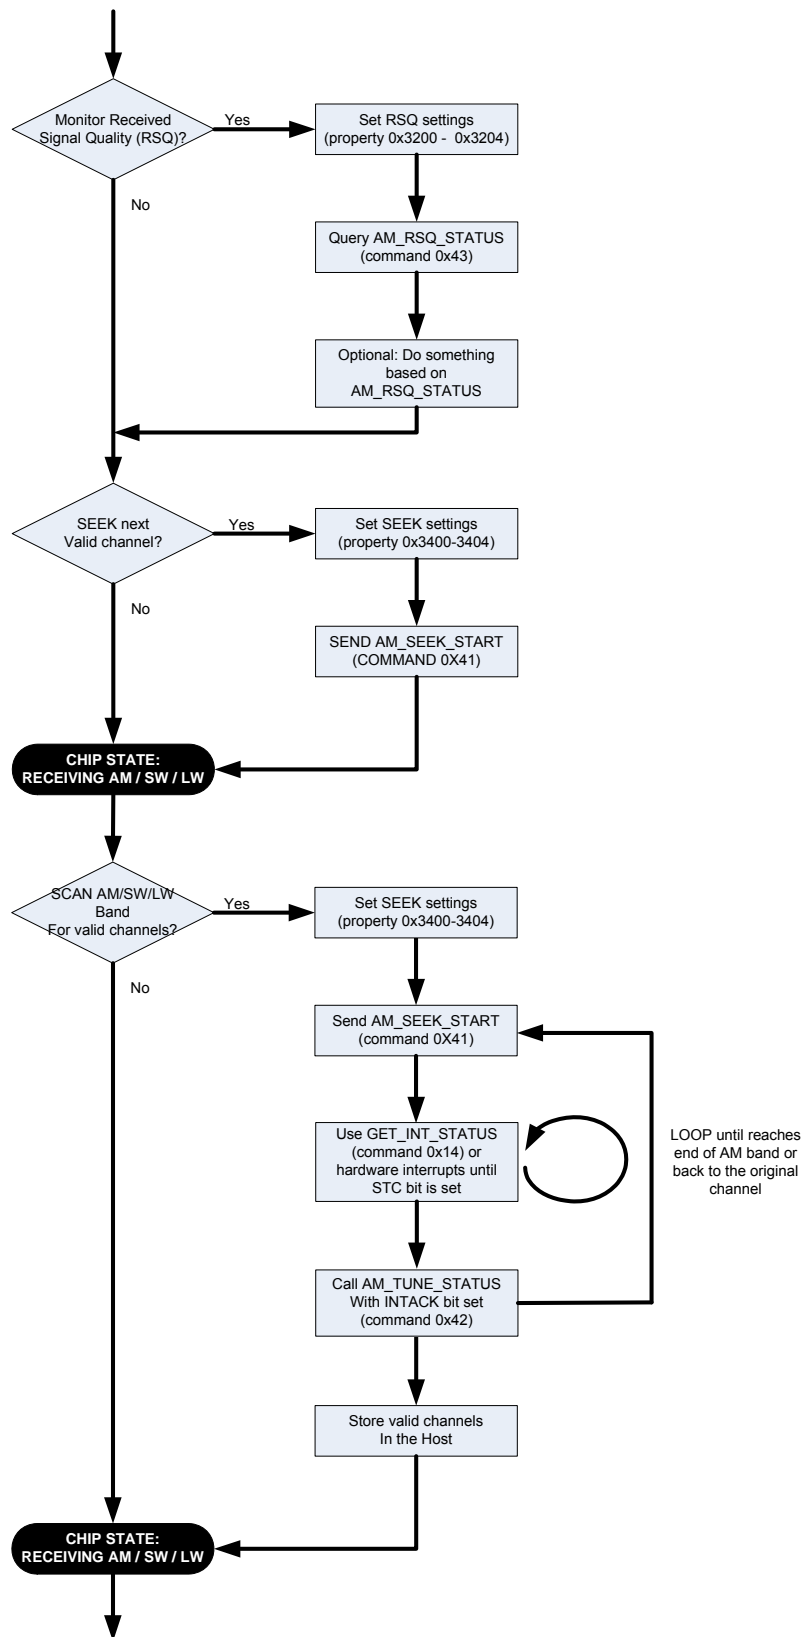 Monitor Received
Signal Quality (RSQ)?
Yes
Set RSQ settings
(property 0x3200 - 0x3204)
No
Query AM_RSQ_STATUS
(command 0x43)
Optional: Do something
based on
AM_RSQ_STATUS
SEEK next
Valid channel?
Yes
Set SEEK settings
(property 0x3400-3404)
No
SEND AM_SEEK_START
(COMMAND 0X41)
CHIP STATE:
RECEIVING AM / SW / LW
SCAN AM/SW/LW
Band
For valid channels?
Yes
Set SEEK settings
(property 0x3400-3404)
No
Send AM_SEEK_START
(command 0X41)
Use GET_INT_STATUS
(command 0x14) or
hardware interrupts until
STC bit is set
LOOP until reaches
end of AM band or
back to the original
channel
Call AM_TUNE_STATUS
With INTACK bit set
(command 0x42)
Store valid channels
In the Host
CHIP STATE:
RECEIVING AM / SW / LW